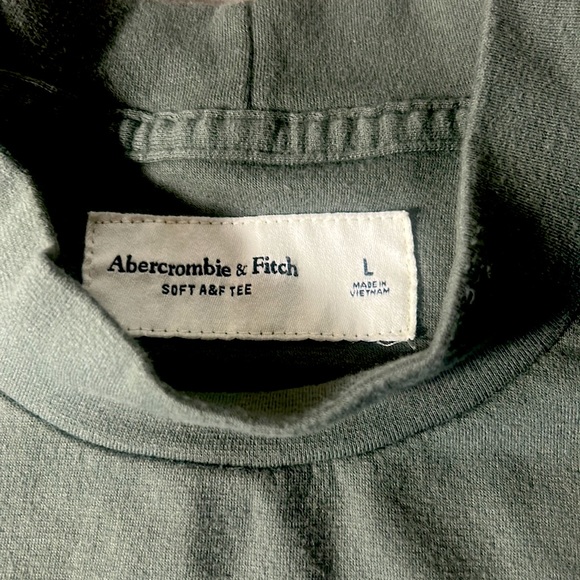 Abercrombie & Fitch
SOFT A&F TEE
L
MADE IN
VIETNAM